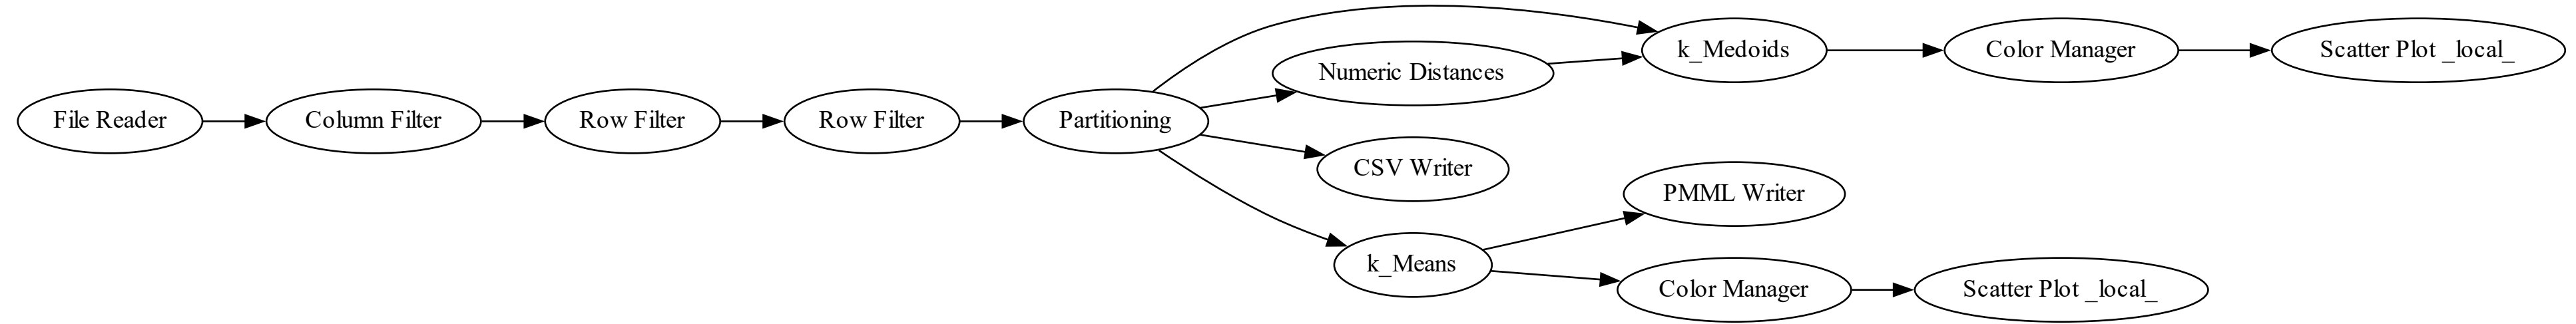 File Reader
Column Filter
Row Filter
Row Filter
Partitioning
Numeric Distances
k_Medoids
Color Manager
Scatter Plot _local_
CSV Writer
PMML Writer
k_Means
Color Manager
Scatter Plot _local_